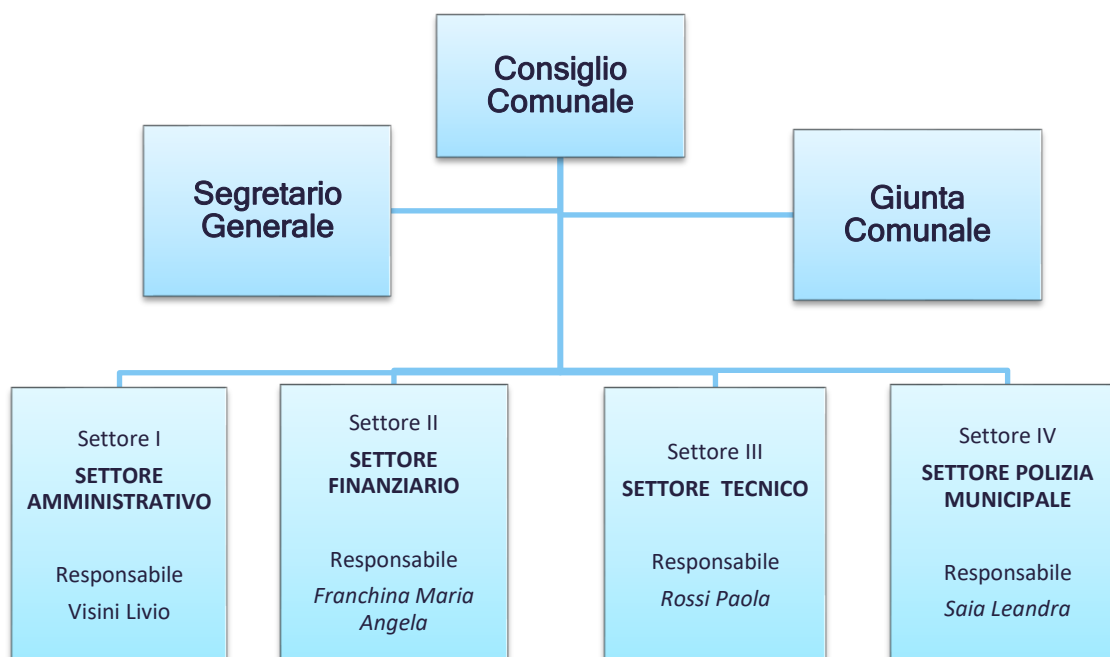 Consiglio
Comunale
Segretario
Generale
Giunta
Comunale
Settore I
SETTORE
AMMINISTRATIVO
Responsabile
Visini Livio
Settore II
SETTORE
FINANZIARIO
Responsabile
Franchina Maria
Angela
Settore III
SETTORE TECNICO
Responsabile
Rossi Paola
Settore IV
SETTORE POLIZIA
MUNICIPALE
Responsabile
Saia Leandra